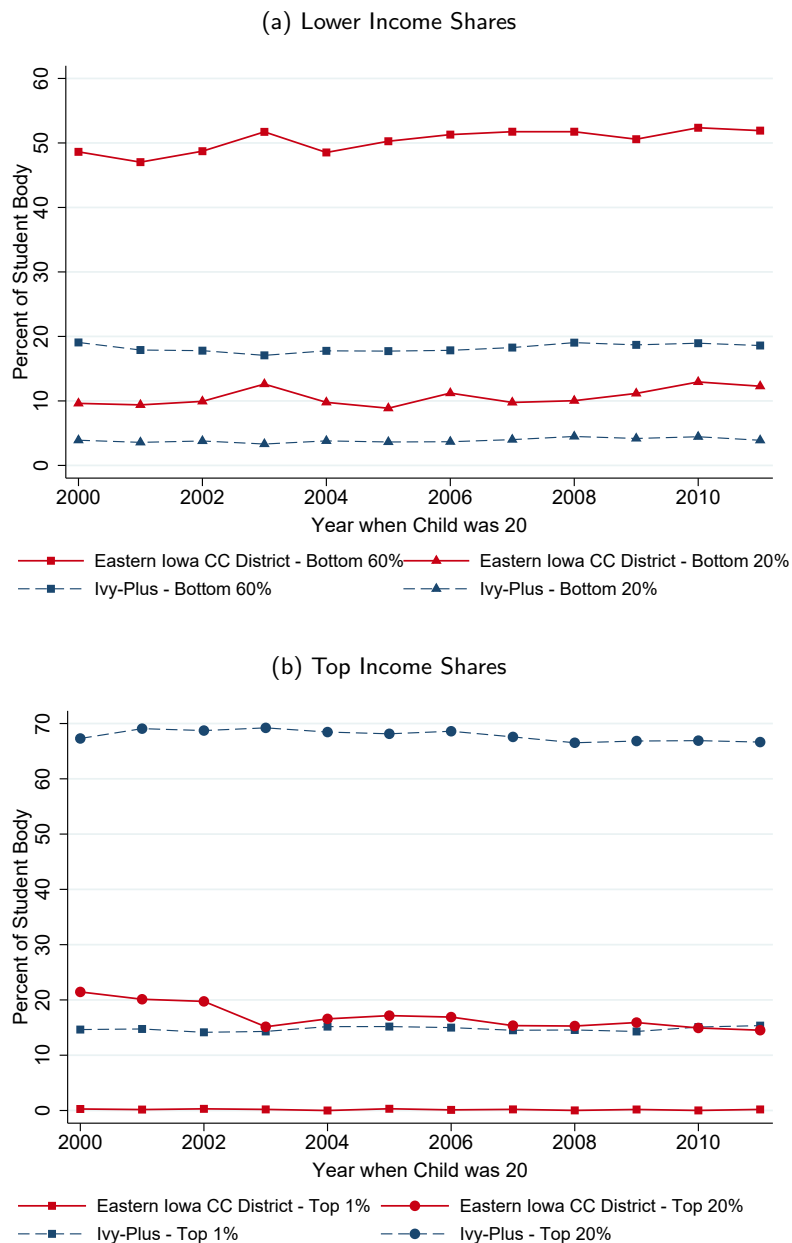 (a) Lower Income Shares
Percent of Student Body
60
50
40
30
20
10
0
2000 2002 2004 2006 2008 2010
Year when Child was 20
Eastern Iowa CC District - Bottom 60% Eastern Iowa CC District - Bottom 20%
Ivy-Plus - Bottom 60% Ivy-Plus - Bottom 20%
(b) Top Income Shares
Percent of Student Body
70
60
50
40
30
20
10
0
2000 2002 2004 2006 2008 2010
Year when Child was 20
Eastern Iowa CC District - Top 1% Eastern Iowa CC District - Top 20%
Ivy-Plus - Top 1% Ivy-Plus - Top 20%